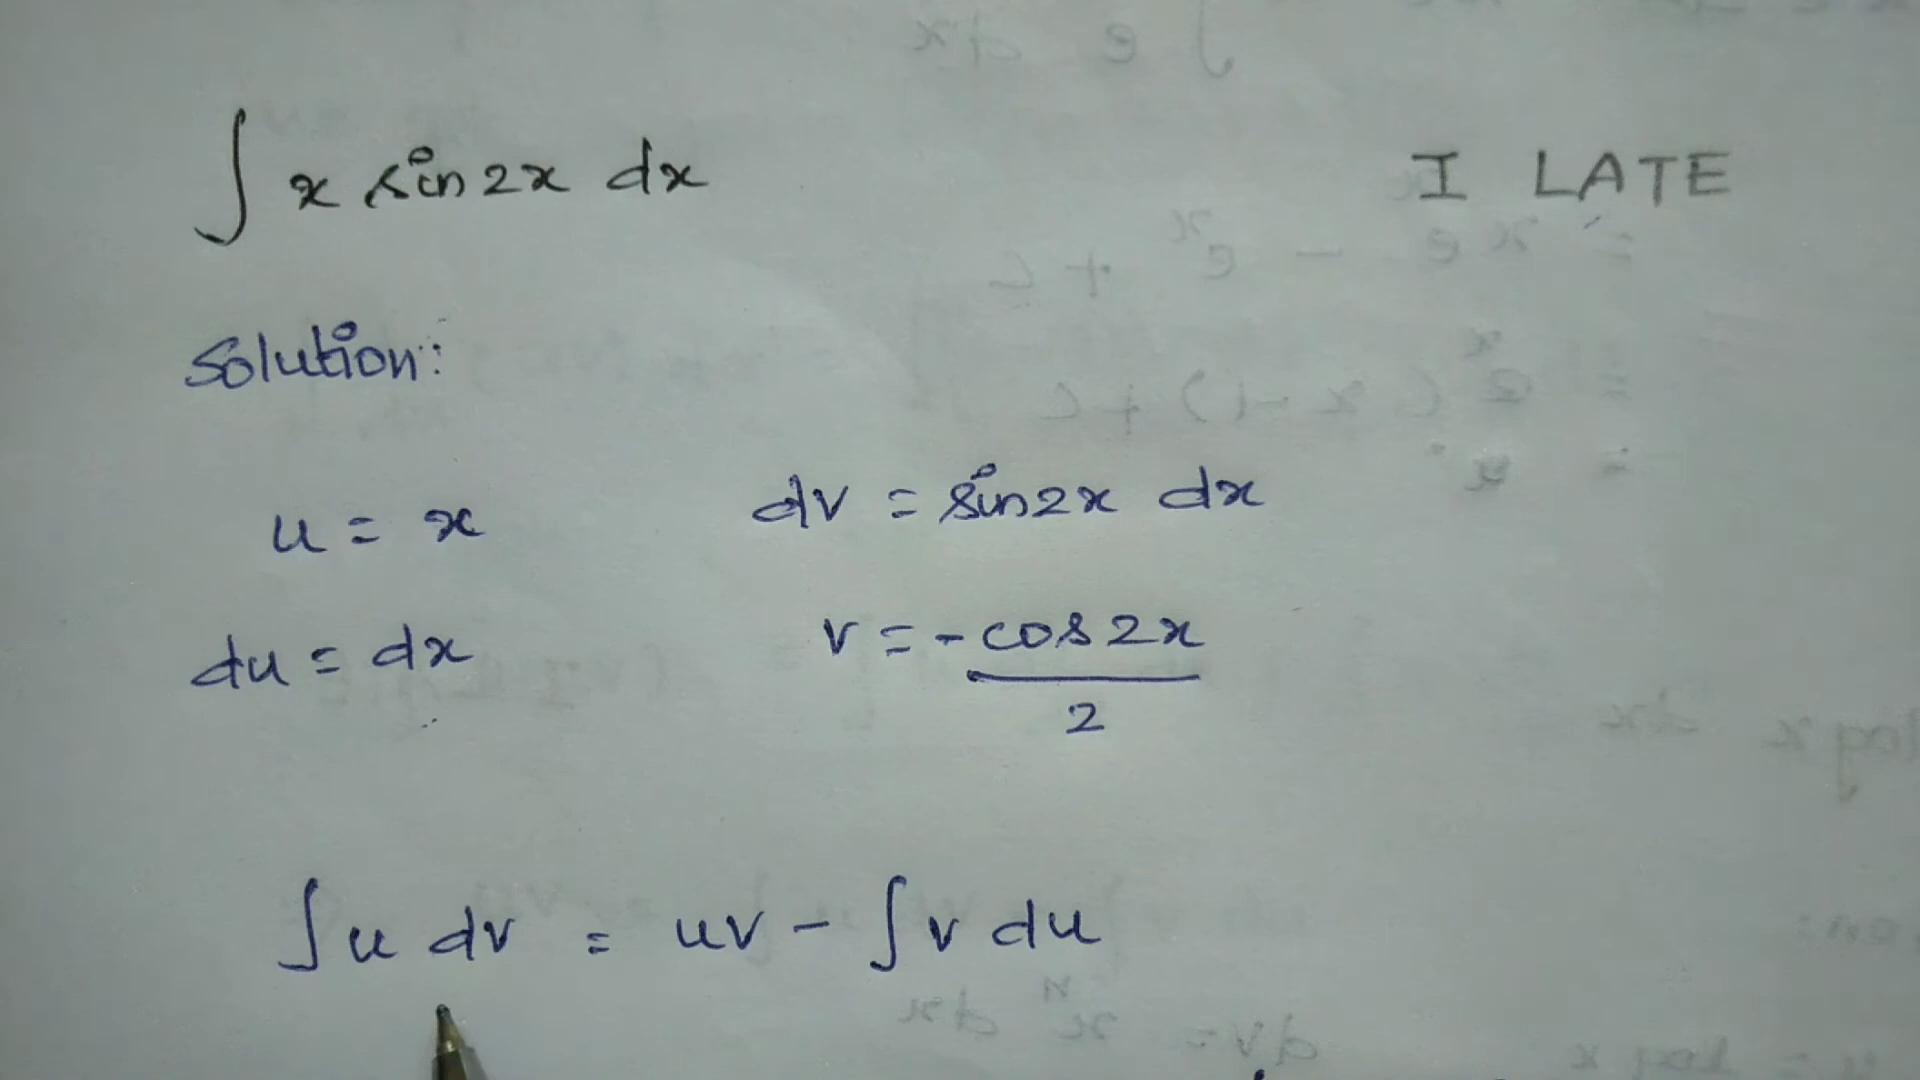 ∫ x sin 2x dx
I LATE
Solution:
u = x
dv = sin 2x dx
du = dx
v = -cos 2x / 2
∫ u dv = uv - ∫ v du